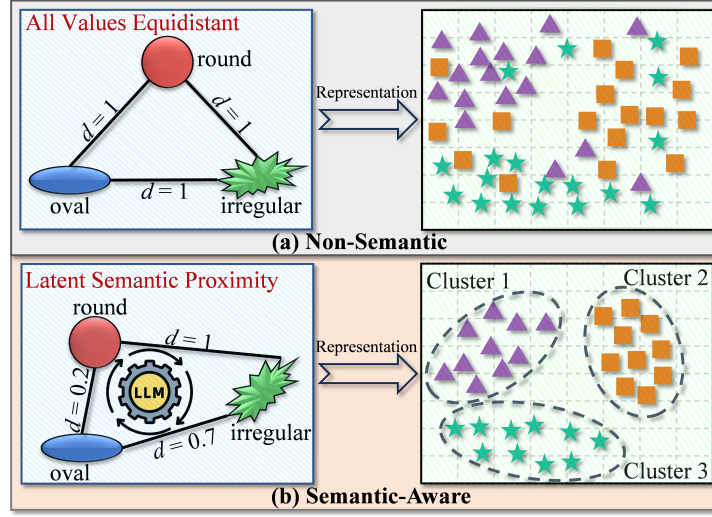 All Values Equidistant
round
d = 1
d = 1
Representation
oval
d = 1
irregular
(a) Non-Semantic
Latent Semantic Proximity
round
d = 1
d = 0.2
LLM
d = 0.7
irregular
oval
Representation
Cluster 1
Cluster 2
Cluster 3
(b) Semantic-Aware